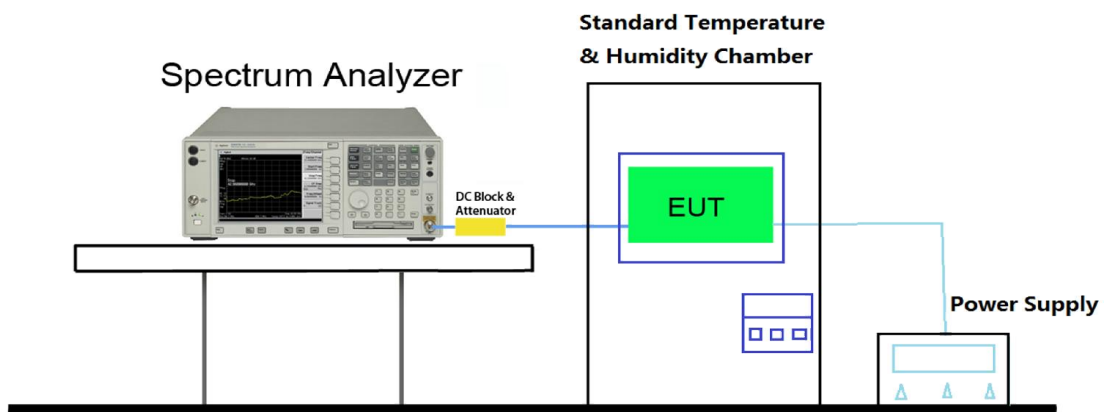 Standard Temperature
& Humidity Chamber
Spectrum Analyzer
DC Block &
Attenuator
EUT
Power Supply